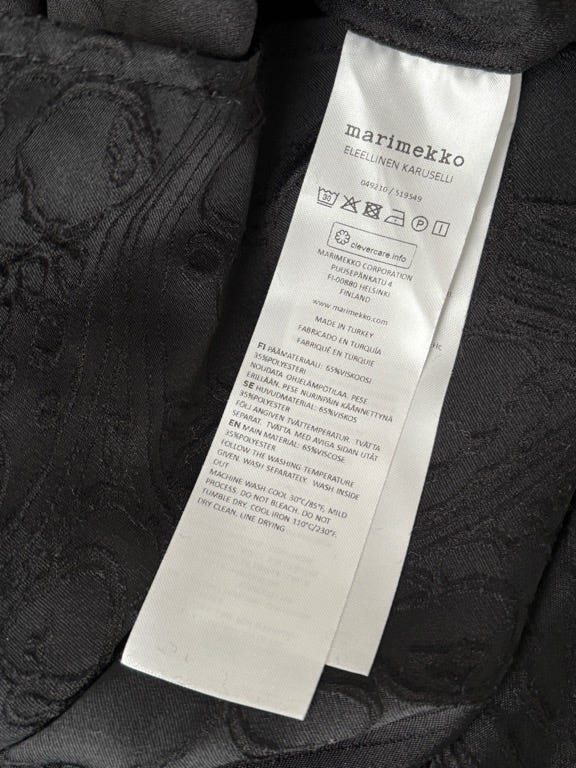 marimekko
ELEELLINEN KARUSELLI
049210 / 519549
30
P
clevercare.info
MARIMEKKO CORPORATION
PUUSEPÄNKATU 4
FI-00880 HELSINKI
FINLAND
www.marimekko.com
MADE IN TURKEY
FABRICADO EN TURQUÍA
FABRIQUÉ EN TURQUIE
FI PÄÄMATERIAALI: 65%VISKOOSI
35%POLYESTERI
NOUDATA OHJELÄMPÖTILAA. PESE
ERILLÄÄN. PESE NURINPÄIN KÄÄNNETTYNÄ
SE HUVUDMATERIAL: 65%VISKOS
35%POLYESTER
FÖLJ ANGIVEN TVÄTTEMPERATUR. TVÄTTA
SEPARAT. TVÄTTA MED AVIGA SIDAN UTÅT
EN MAIN MATERIAL: 65%VISCOSE
35%POLYESTER
FOLLOW THE WASHING TEMPERATURE
GIVEN. WASH SEPARATELY. WASH INSIDE
OUT
MACHINE WASH COOL 30°C/85°F, MILD
PROCESS. DO NOT BLEACH. DO NOT
TUMBLE DRY. COOL IRON 110°C/230°F.
DRY CLEAN. LINE DRYING